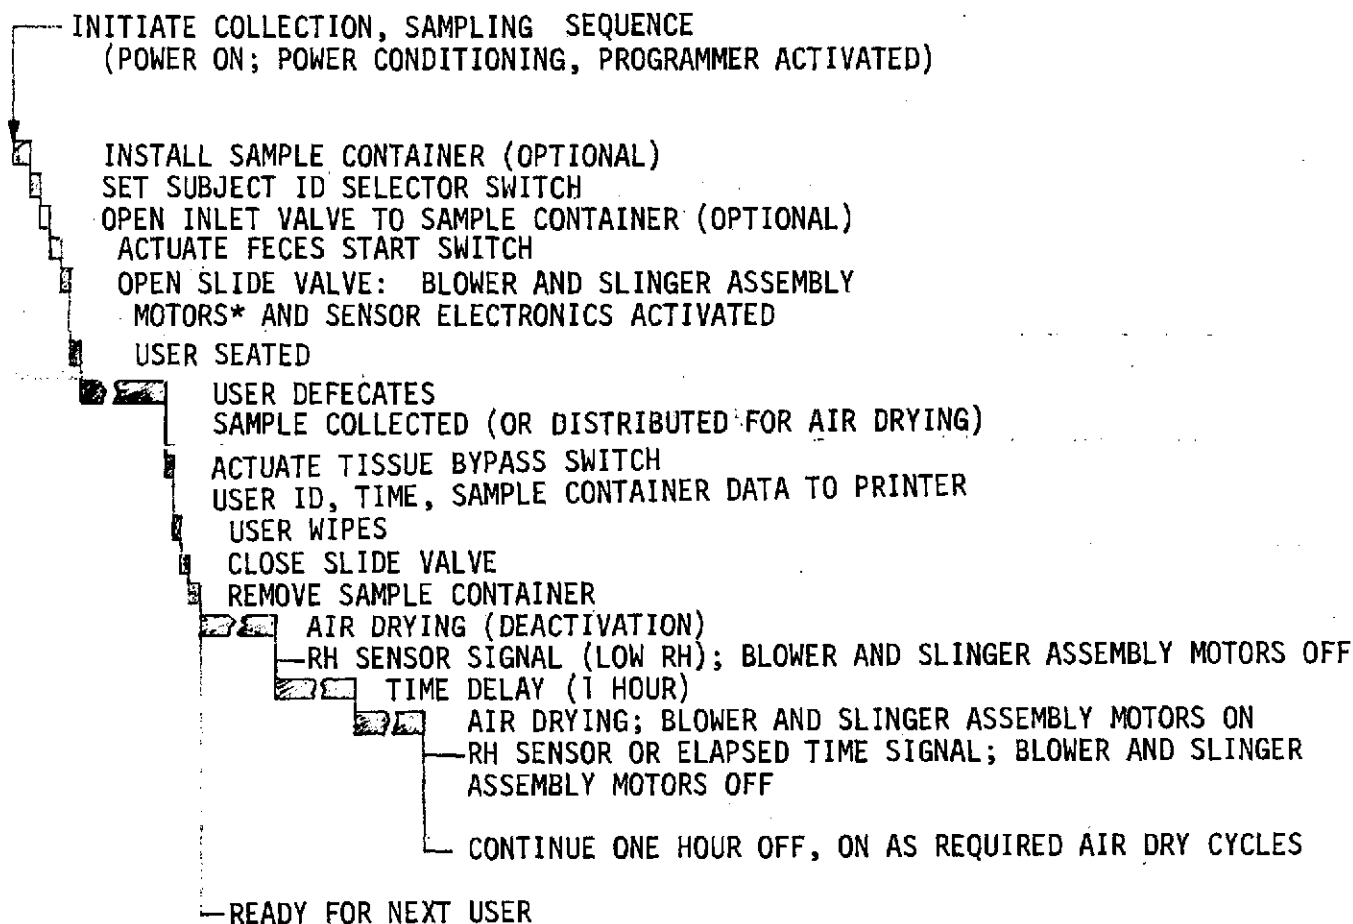 INITIATE COLLECTION, SAMPLING SEQUENCE
(POWER ON; POWER CONDITIONING, PROGRAMMER ACTIVATED)
INSTALL SAMPLE CONTAINER (OPTIONAL)
SET SUBJECT ID SELECTOR SWITCH
OPEN INLET VALVE TO SAMPLE CONTAINER (OPTIONAL)
ACTUATE FECES START SWITCH
OPEN SLIDE VALVE: BLOWER AND SLINGER ASSEMBLY
MOTORS* AND SENSOR ELECTRONICS ACTIVATED
USER SEATED
USER DEFECATES
SAMPLE COLLECTED (OR DISTRIBUTED FOR AIR DRYING)
ACTUATE TISSUE BYPASS SWITCH
USER ID, TIME, SAMPLE CONTAINER DATA TO PRINTER
USER WIPES
CLOSE SLIDE VALVE
REMOVE SAMPLE CONTAINER
AIR DRYING (DEACTIVATION)
RH SENSOR SIGNAL (LOW RH); BLOWER AND SLINGER ASSEMBLY MOTORS OFF
TIME DELAY (1 HOUR)
AIR DRYING; BLOWER AND SLINGER ASSEMBLY MOTORS ON
RH SENSOR OR ELAPSED TIME SIGNAL; BLOWER AND SLINGER
ASSEMBLY MOTORS OFF
CONTINUE ONE HOUR OFF, ON AS REQUIRED AIR DRY CYCLES
READY FOR NEXT USER